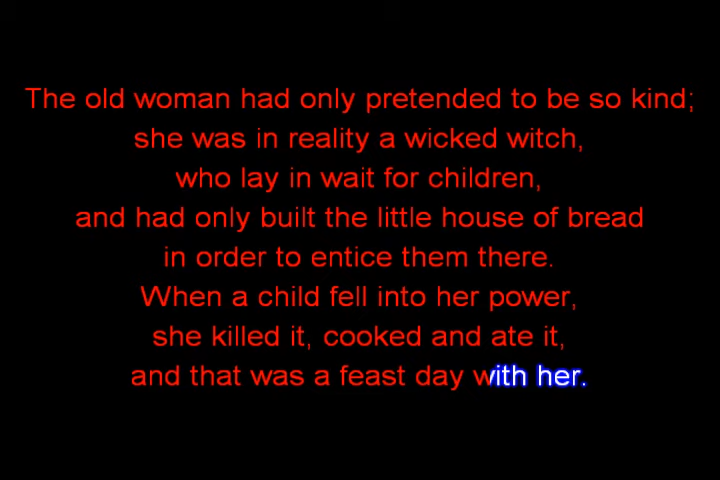 The old woman had only pretended to be so kind;
she was in reality a wicked witch,
who lay in wait for children,
and had only built the little house of bread
in order to entice them there.
When a child fell into her power,
she killed it, cooked and ate it,
and that was a feast day with her.